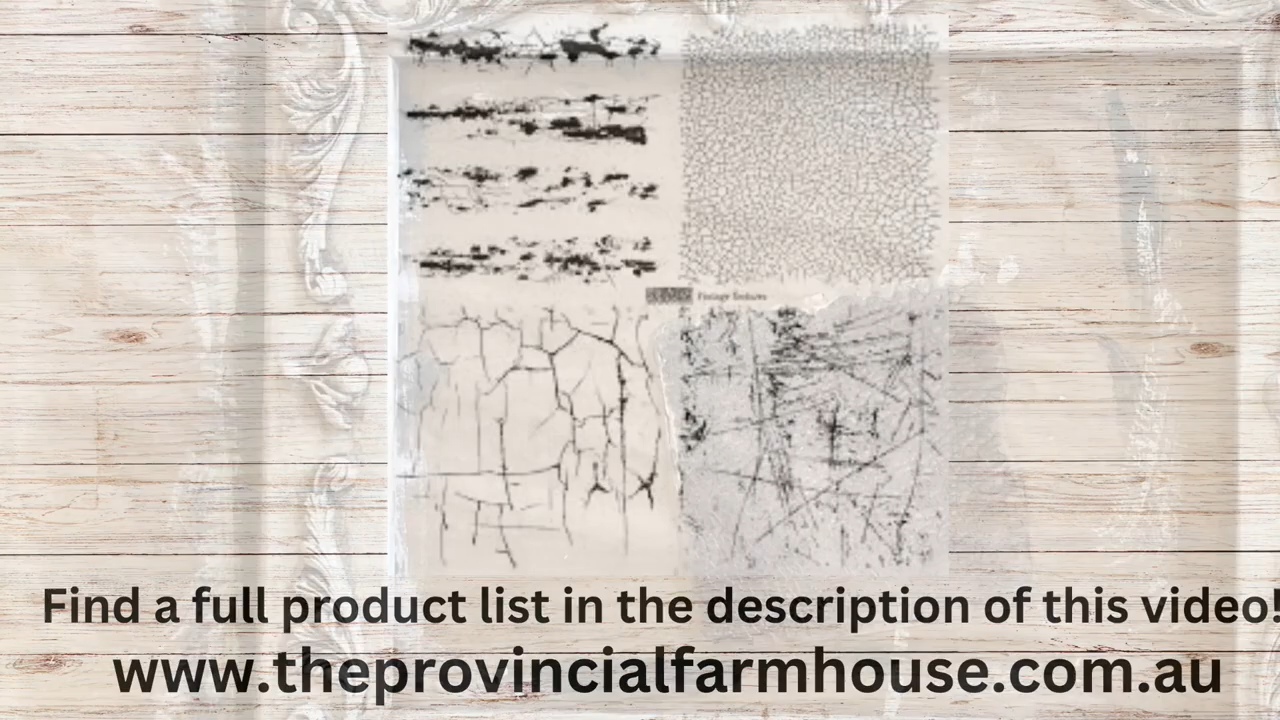 Find a full product list in the description of this video!
www.theprovincialfarmhouse.com.au